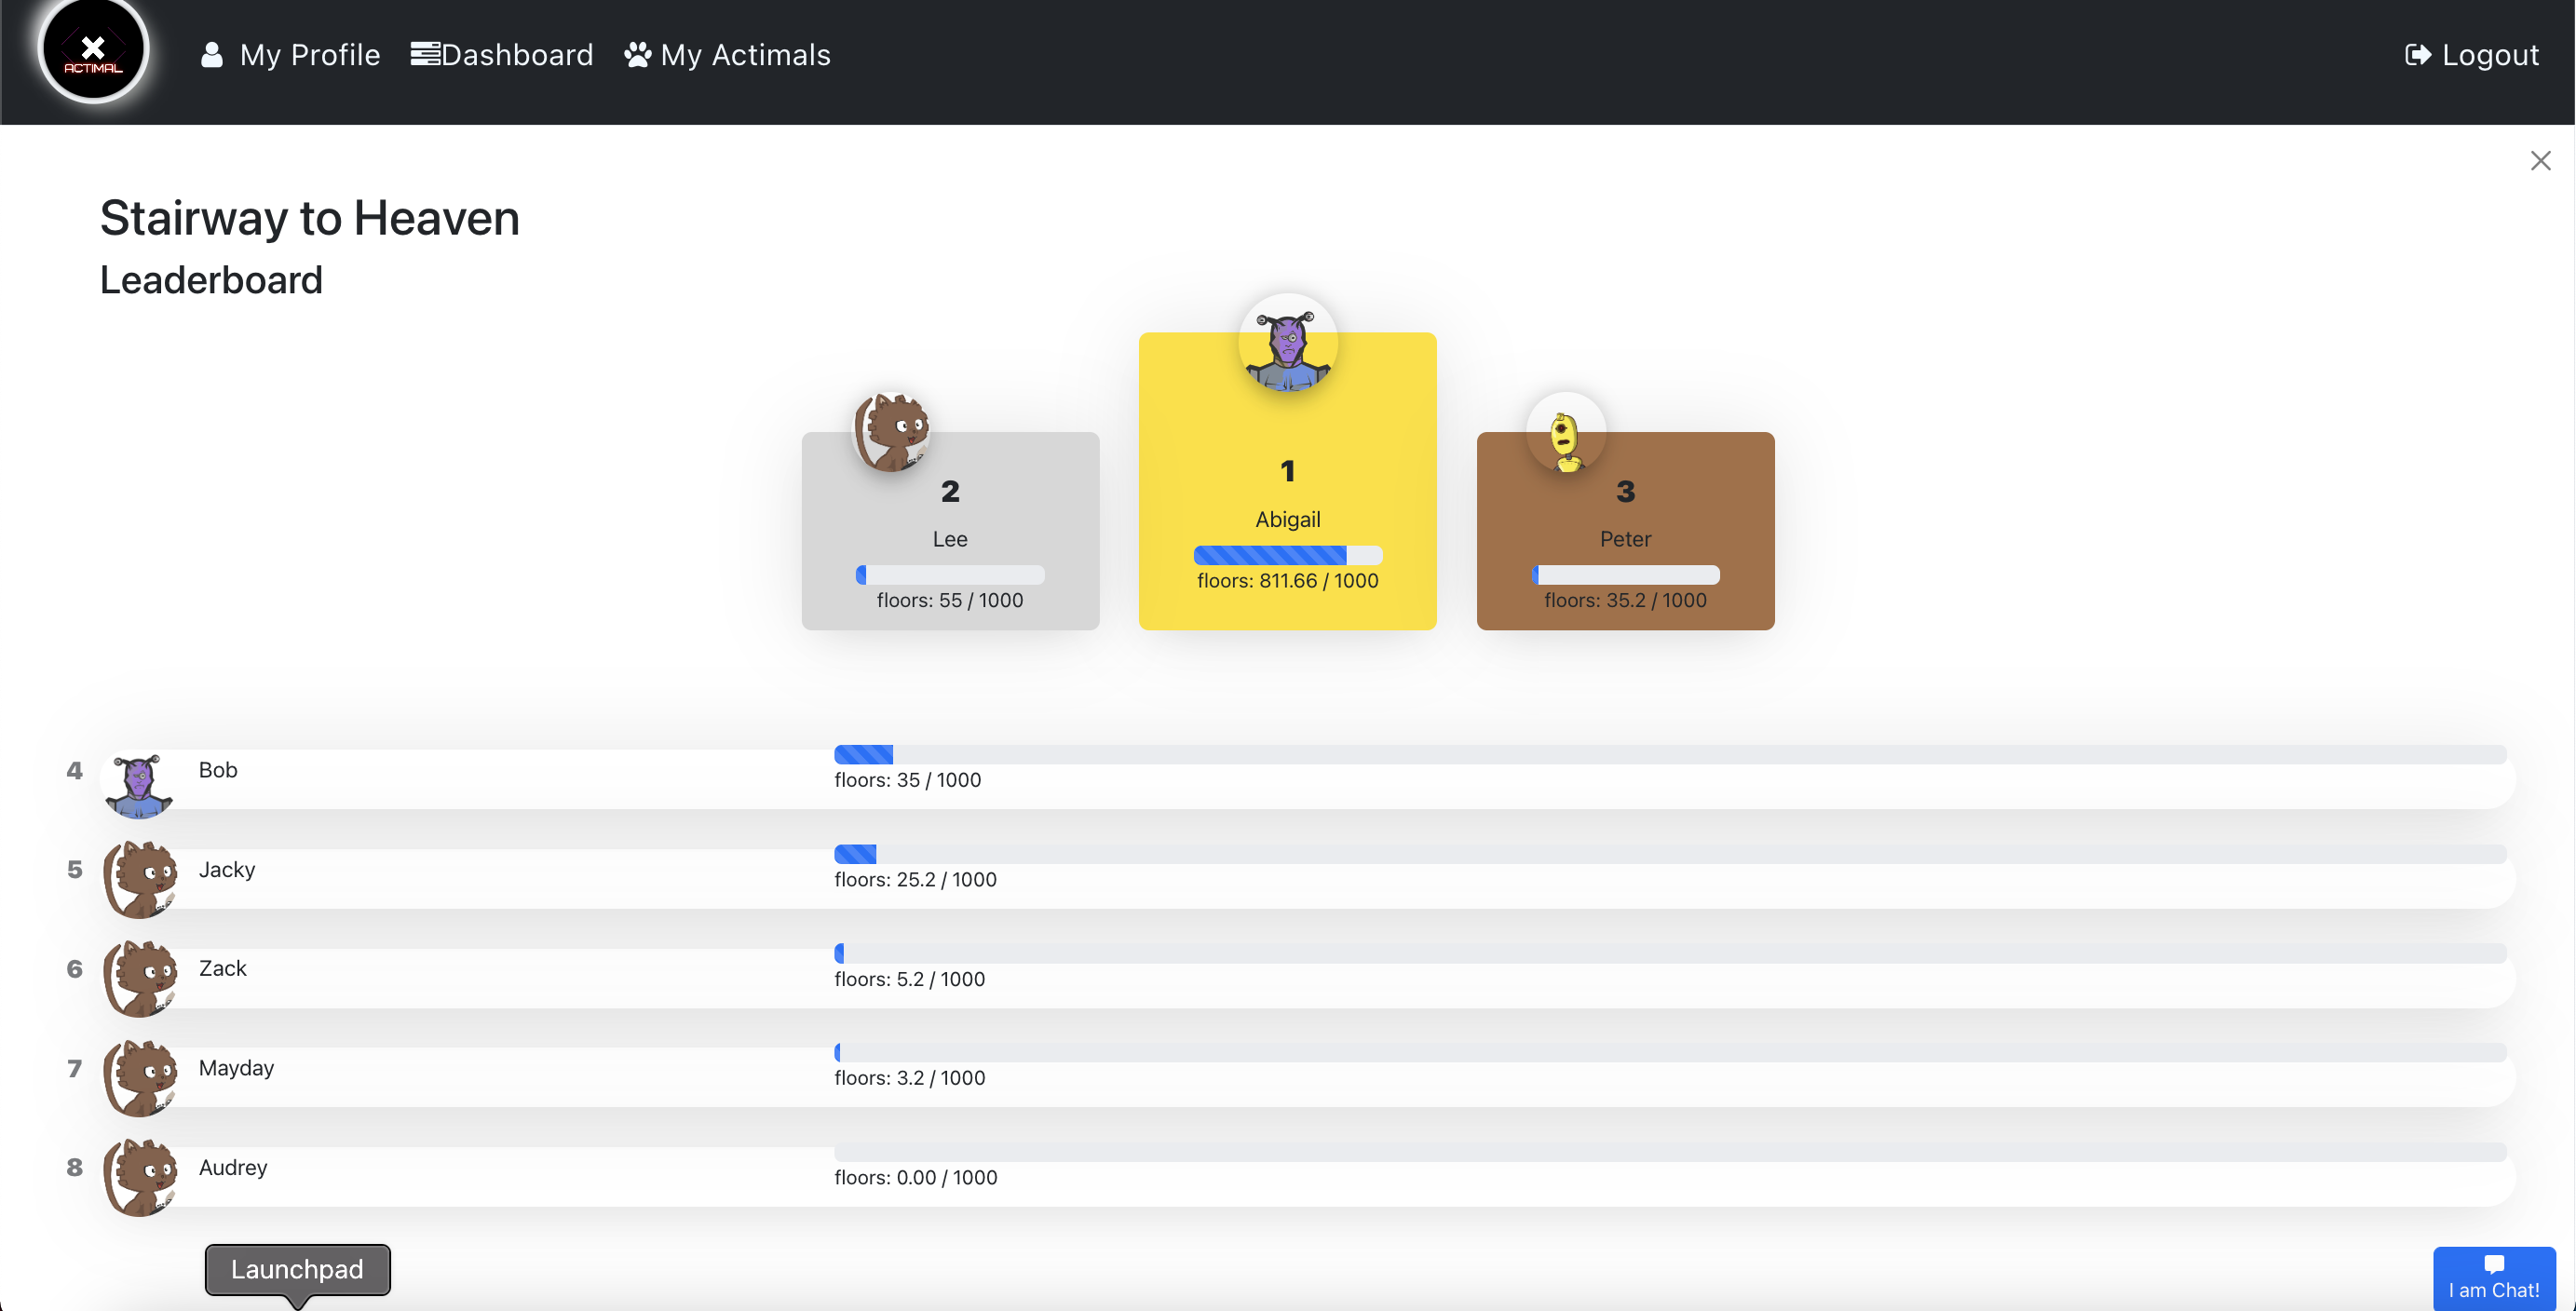 ACTIMAL
My Profile
Dashboard
My Actimals
Logout
Stairway to Heaven
Leaderboard
2
Lee
floors: 55 / 1000
1
Abigail
floors: 811.66 / 1000
3
Peter
floors: 35.2 / 1000
4
Bob
floors: 35 / 1000
5
Jacky
floors: 25.2 / 1000
6
Zack
floors: 5.2 / 1000
7
Mayday
floors: 3.2 / 1000
8
Audrey
floors: 0.00 / 1000
Launchpad
I am Chat!